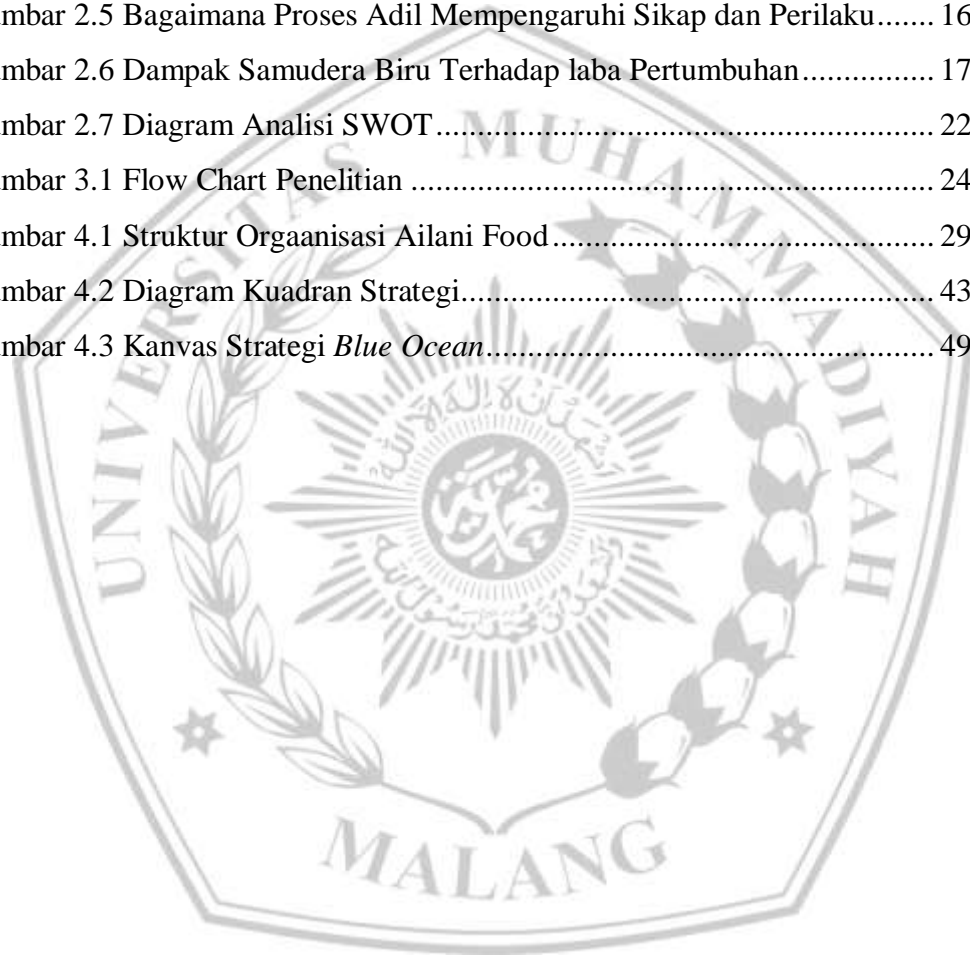 mbar 2.5 Bagaimana Proses Adil Mempengaruhi Sikap dan Perilaku....... 16
mbar 2.6 Dampak Samudera Biru Terhadap laba Pertumbuhan................ 17
mbar 2.7 Diagram Analisi SWOT............................................................ 22
mbar 3.1 Flow Chart Penelitian ............................................................... 24
mbar 4.1 Struktur Orgaanisasi Ailani Food.............................................. 29
mbar 4.2 Diagram Kuadran Strategi......................................................... 43
mbar 4.3 Kanvas Strategi Blue Ocean...................................................... 49
UNIVERSITAS MUHAMMADIYAH
MALANG